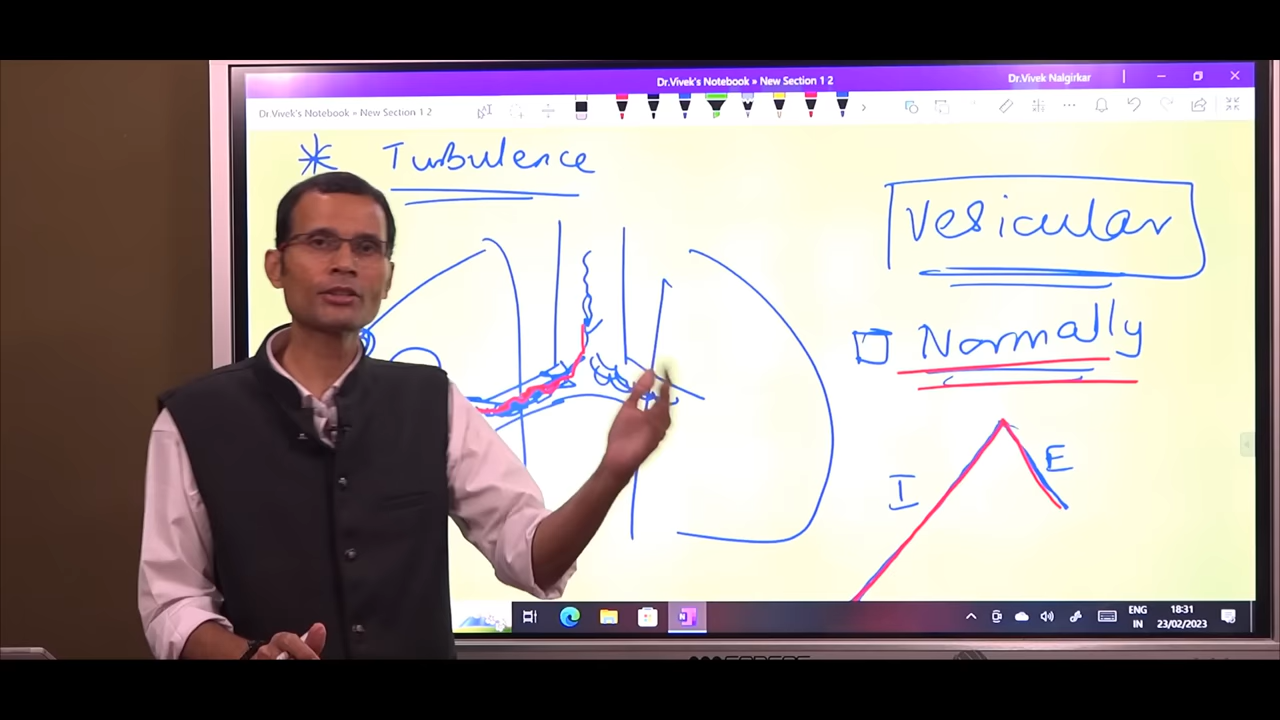 Dr.Vivek's Notebook » New Section 1 2
Dr.Vivek Nalgirkar
Dr.Vivek's Notebook » New Section 1 2
Turbulence
Vesicular
Normally
I
E
ENG
IN
18:31
23/02/2023